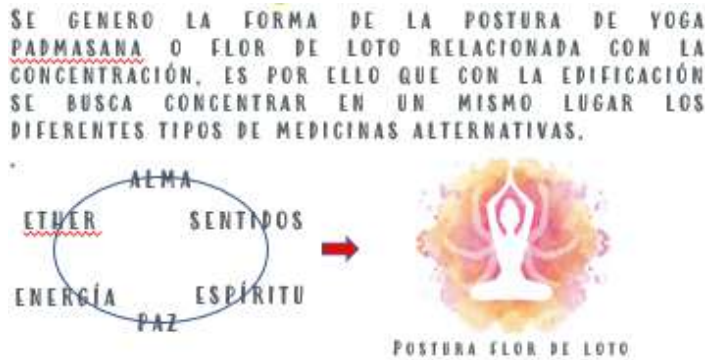 SE GENERO LA FORMA DE LA POSTURA DE YOGA
PADMASANA O FLOR DE LOTO RELACIONADA CON LA
CONCENTRACIÓN, ES POR ELLO QUE CON LA EDIFICACIÓN
SE BUSCA CONCENTRAR EN UN MISMO LUGAR LOS
DIFERENTES TIPOS DE MEDICINAS ALTERNATIVAS.
.
ALMA
ETHER SENTIDOS
ENERGÍA ESPÍRITU
PAZ
POSTURA FLOR DE LOTO